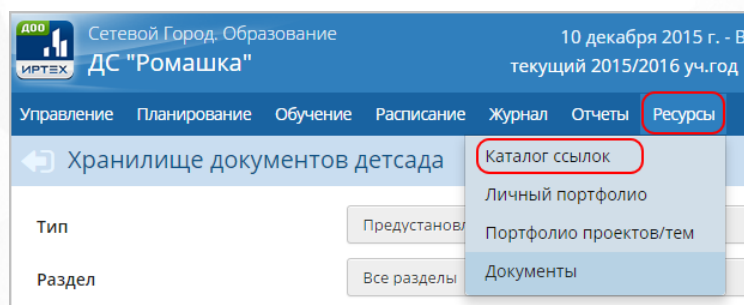 ДОО
ИРТЕХ
Сетевой Город. Образование
ДС "Ромашка"
10 декабря 2015 г. - В
текущий 2015/2016 уч.год
Управление Планирование Обучение Расписание Журнал Отчеты Ресурсы
Хранилище документов детсада
Каталог ссылок
Личный портфолио
Тип
Предустановл
Портфолио проектов/тем
Раздел
Все разделы
Документы